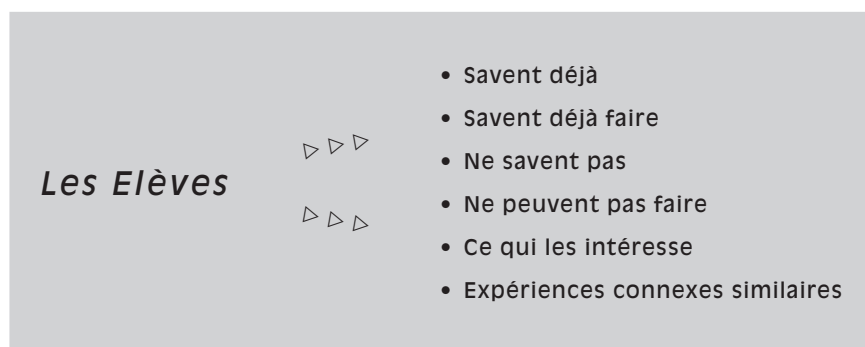 Les Elèves
• Savent déjà
• Savent déjà faire
• Ne savent pas
• Ne peuvent pas faire
• Ce qui les intéresse
• Expériences connexes similaires